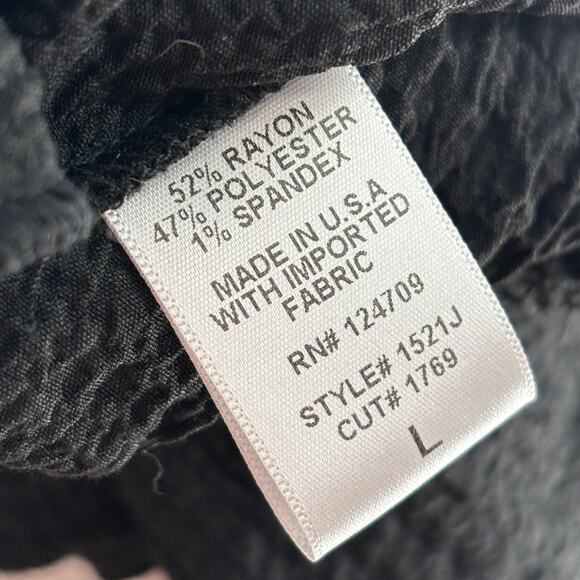 52% RAYON
47% POLYESTER
1% SPANDEX
MADE IN U.S.A
WITH IMPORTED
FABRIC
RN# 124709
STYLE# 1521J
CUT# 1769
L